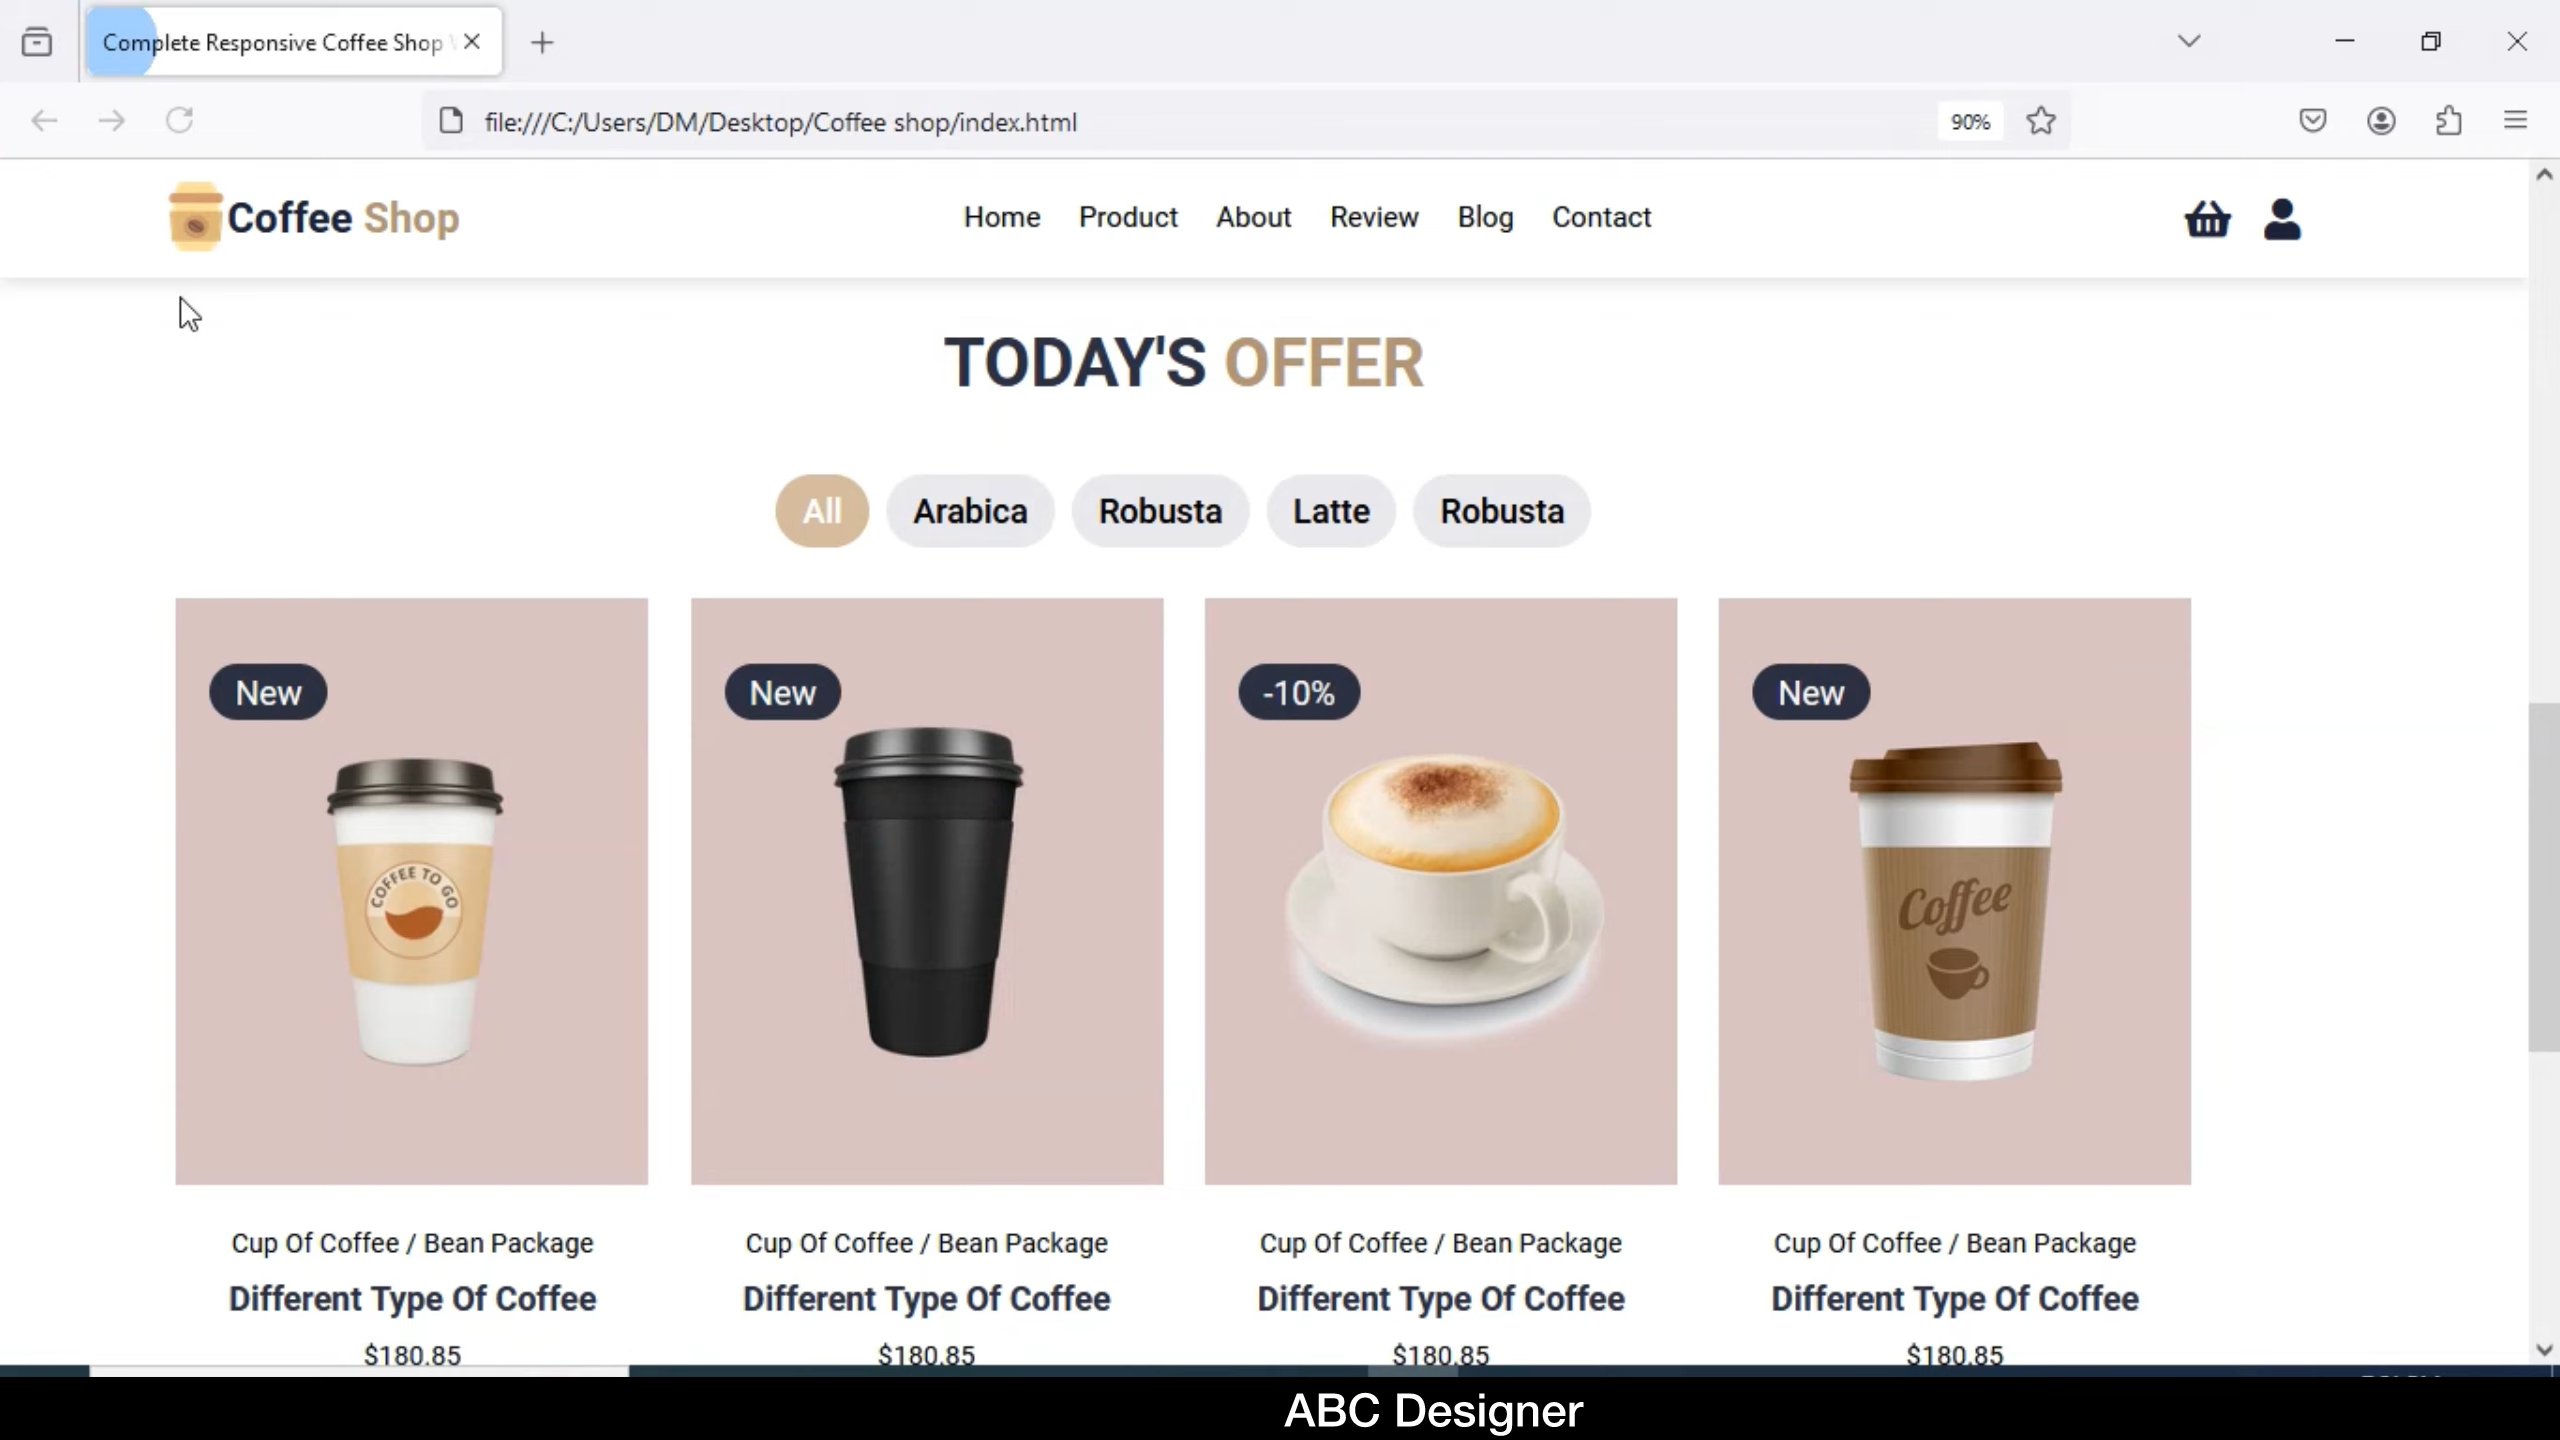 Complete Responsive Coffee Shop
file:///C:/Users/DM/Desktop/Coffee shop/index.html
90%
Coffee Shop
Home Product About Review Blog Contact
TODAY'S OFFER
All Arabica Robusta Latte Robusta
New New -10% New
COFFEE TO GO
Coffee
Cup Of Coffee / Bean Package Cup Of Coffee / Bean Package Cup Of Coffee / Bean Package Cup Of Coffee / Bean Package
Different Type Of Coffee Different Type Of Coffee Different Type Of Coffee Different Type Of Coffee
$180.85 $180.85 $180.85 $180.85
ABC Designer